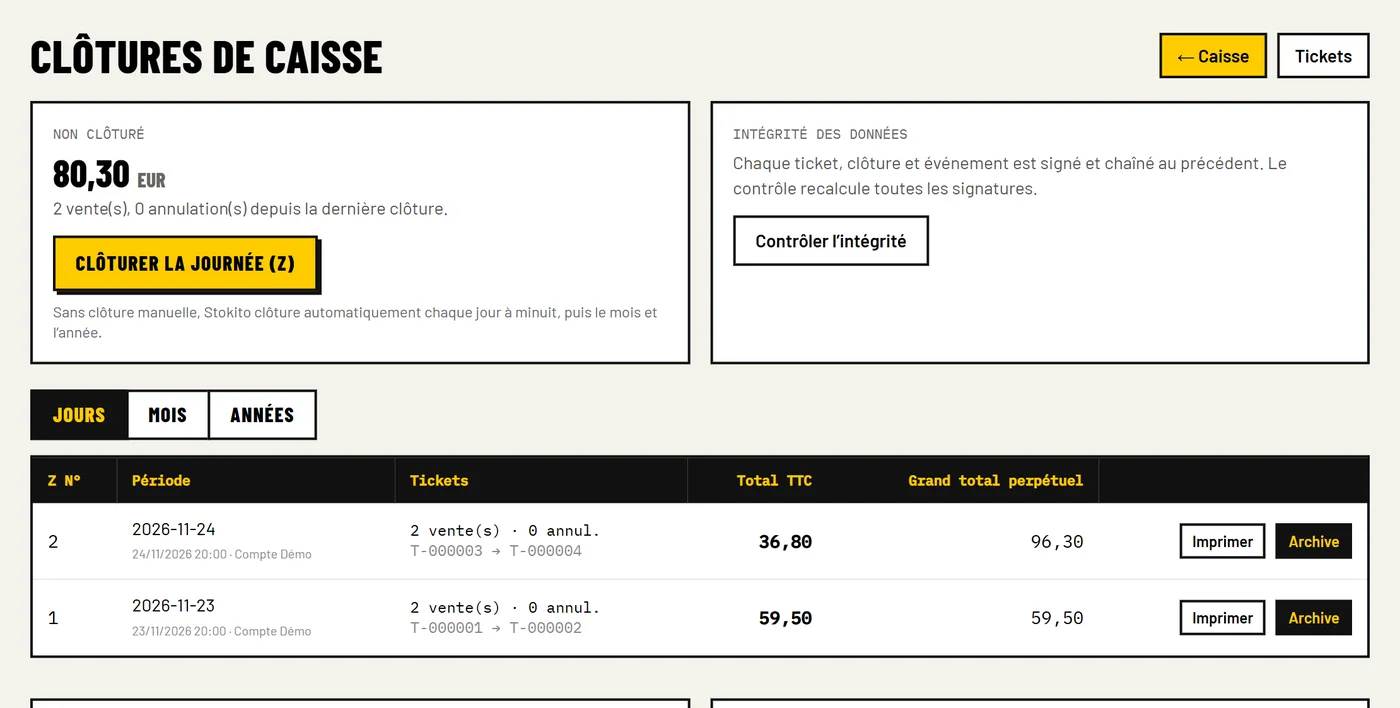 CLÔTURES DE CAISSE
← Caisse
Tickets
NON CLÔTURÉ
80,30 EUR
2 vente(s), 0 annulation(s) depuis la dernière clôture.
CLÔTURER LA JOURNÉE (Z)
Sans clôture manuelle, Stokito clôture automatiquement chaque jour à minuit, puis le mois et
l’année.
INTÉGRITÉ DES DONNÉES
Chaque ticket, clôture et événement est signé et chaîné au précédent. Le
contrôle recalcule toutes les signatures.
Contrôler l’intégrité
JOURS MOIS ANNÉES
Z N° Période Tickets Total TTC Grand total perpétuel
2 2026-11-24 2 vente(s) · 0 annul. 36,80 96,30 Imprimer Archive
24/11/2026 20:00 · Compte Démo T-000003 → T-000004
1 2026-11-23 2 vente(s) · 0 annul. 59,50 59,50 Imprimer Archive
23/11/2026 20:00 · Compte Démo T-000001 → T-000002